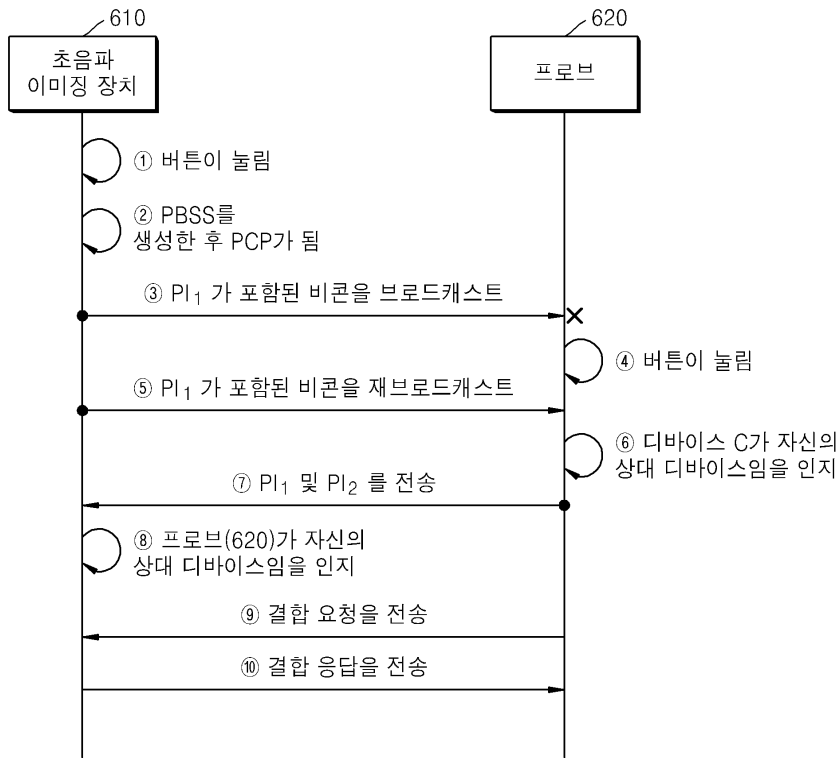 610
620
초음파
이미징 장치
프로브
① 버튼이 눌림
② PBSS를
생성한 후 PCP가 됨
③ PI₁ 가 포함된 비콘을 브로드캐스트
④ 버튼이 눌림
⑤ PI₁ 가 포함된 비콘을 재브로드캐스트
⑥ 디바이스 C가 자신의
상대 디바이스임을 인지
⑦ PI₁ 및 PI₂ 를 전송
⑧ 프로브(620)가 자신의
상대 디바이스임을 인지
⑨ 결합 요청을 전송
⑩ 결합 응답을 전송